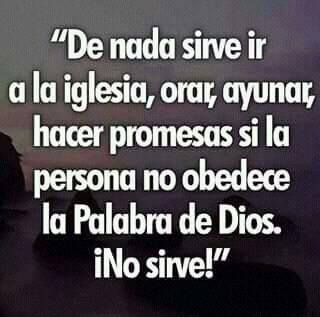 “De nada sirve ir
a la iglesia, orar, ayunar,
hacer promesas si la
persona no obedece
la Palabra de Dios.
¡No sirve!”